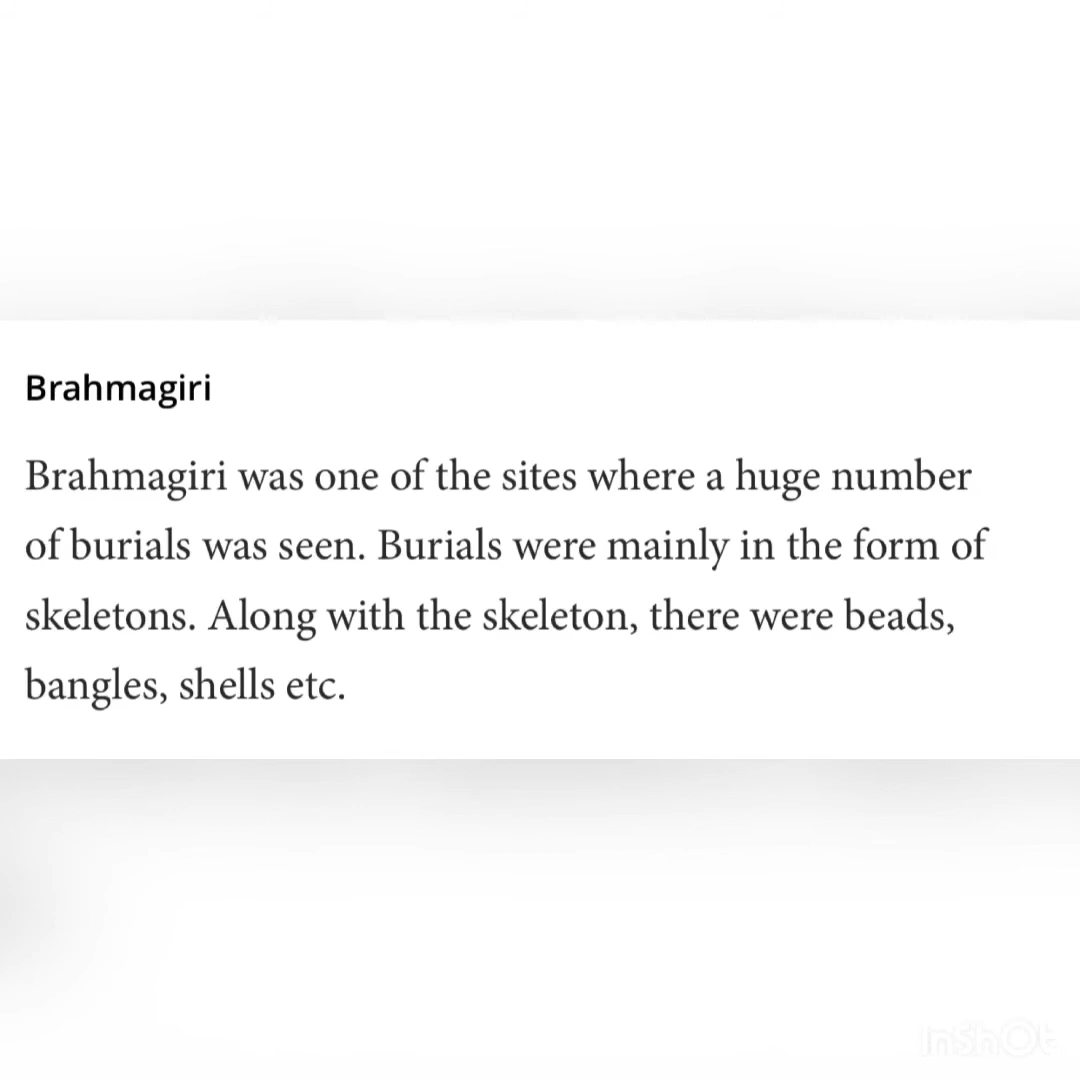 Brahmagiri
Brahmagiri was one of the sites where a huge number
of burials was seen. Burials were mainly in the form of
skeletons. Along with the skeleton, there were beads,
bangles, shells etc.
InShOt